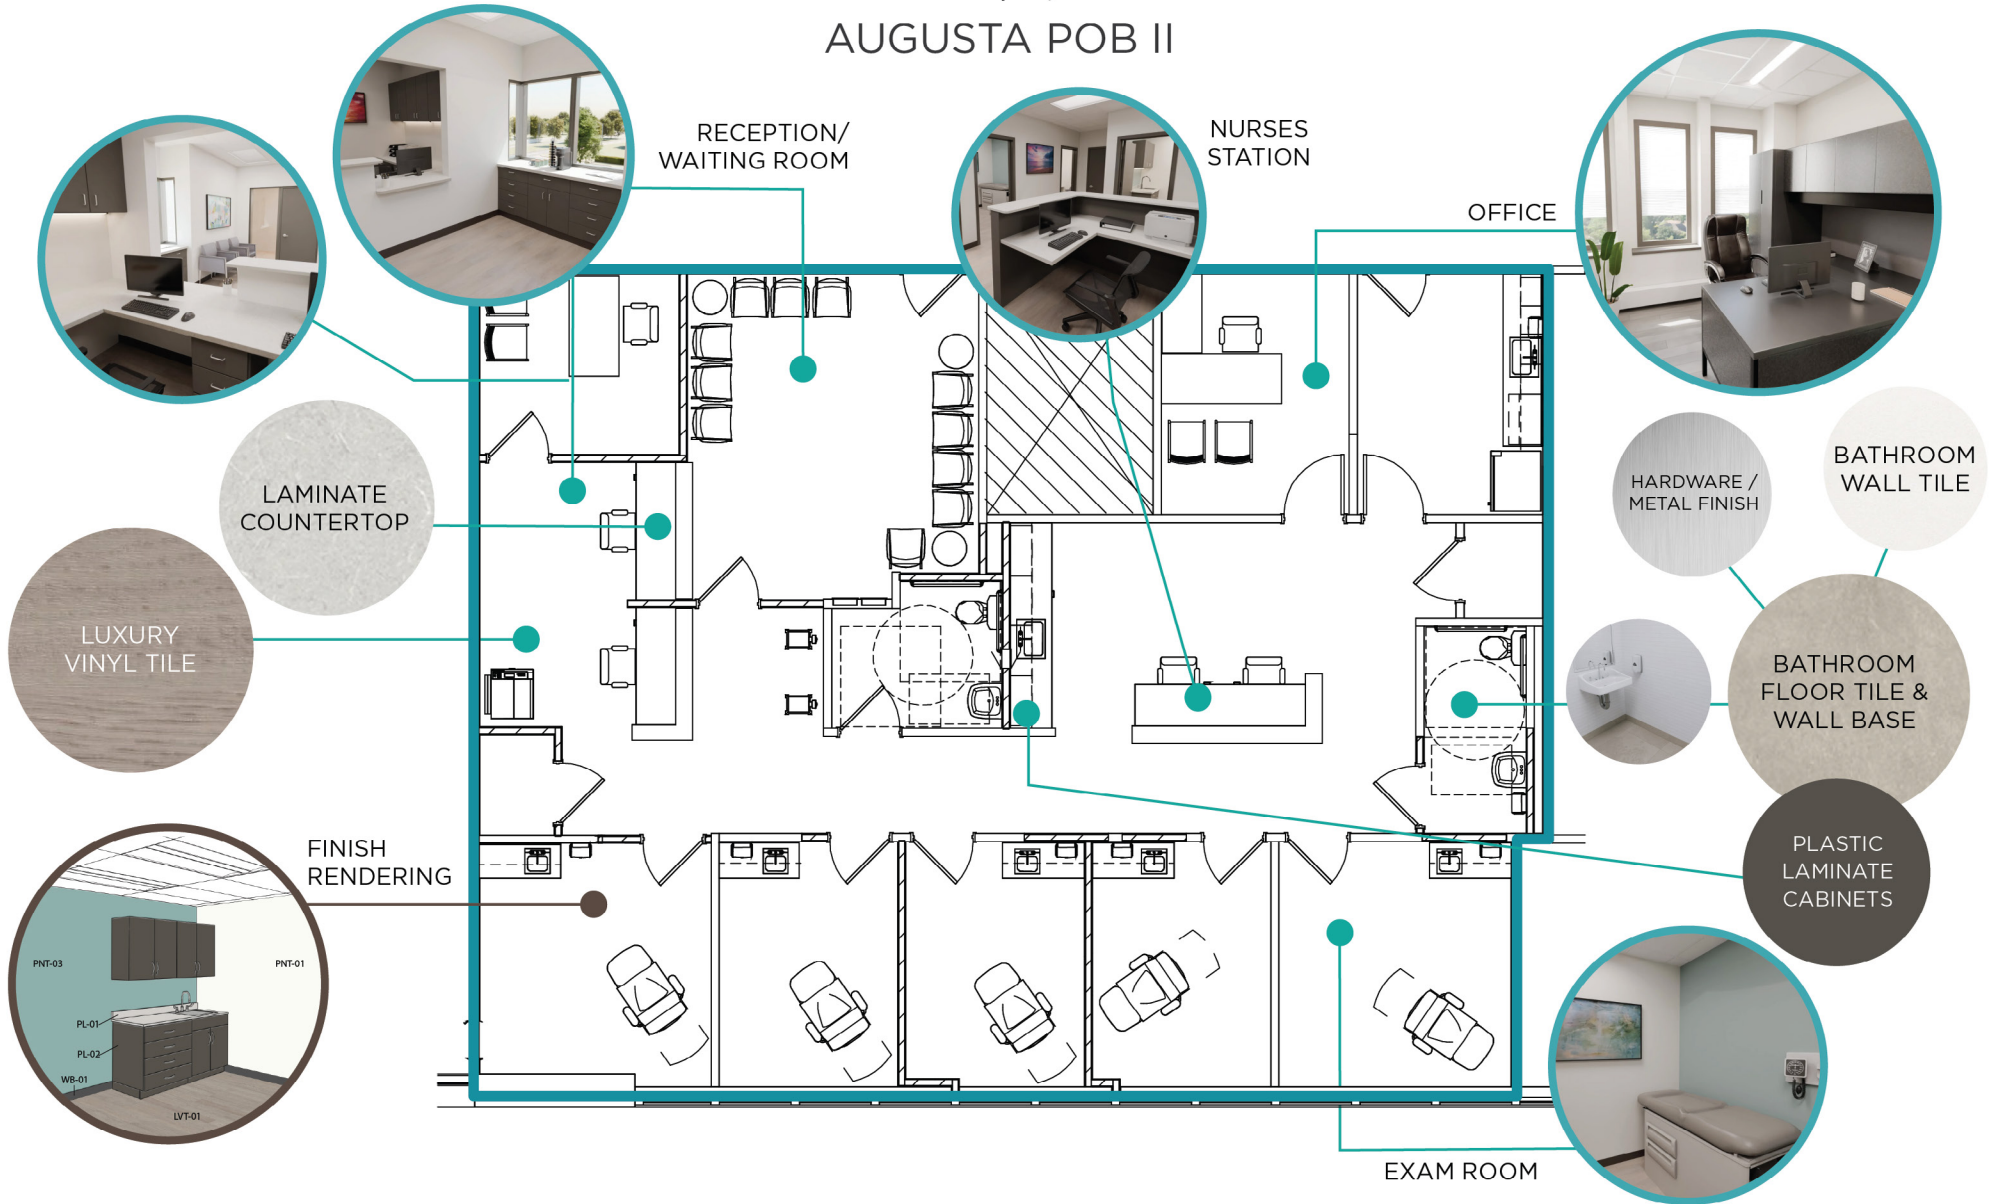 AUGUSTA POB II
RECEPTION/
WAITING ROOM
NURSES
STATION
OFFICE
LAMINATE
COUNTERTOP
LUXURY
VINYL TILE
HARDWARE /
METAL FINISH
BATHROOM
WALL TILE
BATHROOM
FLOOR TILE &
WALL BASE
PLASTIC
LAMINATE
CABINETS
FINISH
RENDERING
PNT-03
PNT-01
PL-01
PL-02
WB-01
LVT-01
EXAM ROOM